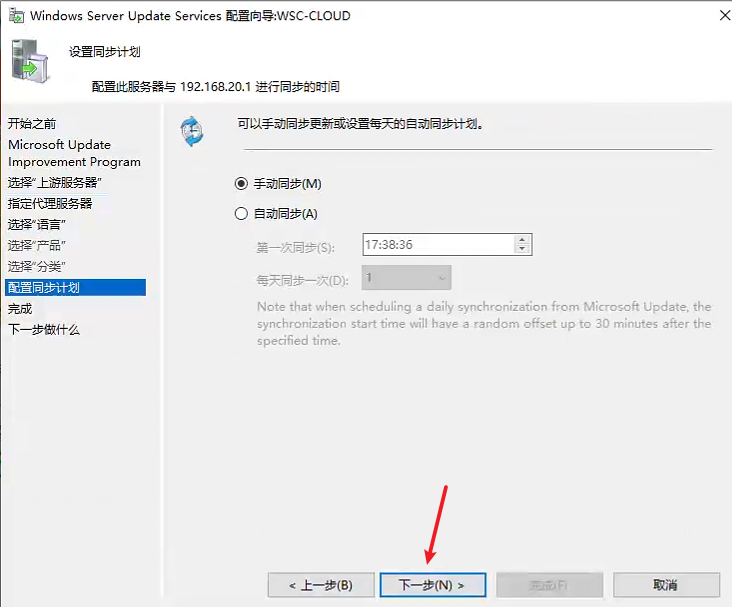 Windows Server Update Services 配置向导:WSC-CLOUD
设置同步计划
配置此服务器与 192.168.20.1 进行同步的时间
开始之前
Microsoft Update
Improvement Program
选择"上游服务器"
指定代理服务器
选择"语言"
选择"产品"
选择"分类"
配置同步计划
完成
下一步做什么
可以手动同步更新或设置每天的自动同步计划。
手动同步(M)
自动同步(A)
第一次同步(S):
17:38:36
每天同步一次(D):
1
Note that when scheduling a daily synchronization from Microsoft Update, the
synchronization start time will have a random offset up to 30 minutes after the
specified time.
< 上一步(B)
下一步(N) >
完成(F)
取消